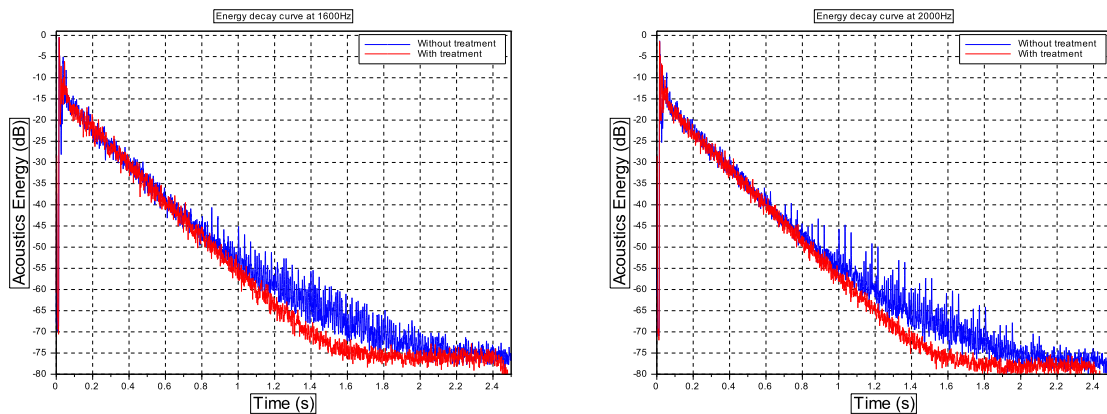 Energy decay curve at 1600Hz
Without treatment
With treatment
0
-5
-10
-15
-20
-25
-30
-35
-40
-45
-50
-55
-60
-65
-70
-75
-80
Acoustics Energy (dB)
0 0.2 0.4 0.6 0.8 1.0 1.2 1.4 1.6 1.8 2 2.2 2.4
Time (s)
Energy decay curve at 2000Hz
Without treatment
With treatment
0
-5
-10
-15
-20
-25
-30
-35
-40
-45
-50
-55
-60
-65
-70
-75
-80
Acoustics Energy (dB)
0 0.2 0.4 0.6 0.8 1.0 1.2 1.4 1.6 1.8 2 2.2 2.4
Time (s)